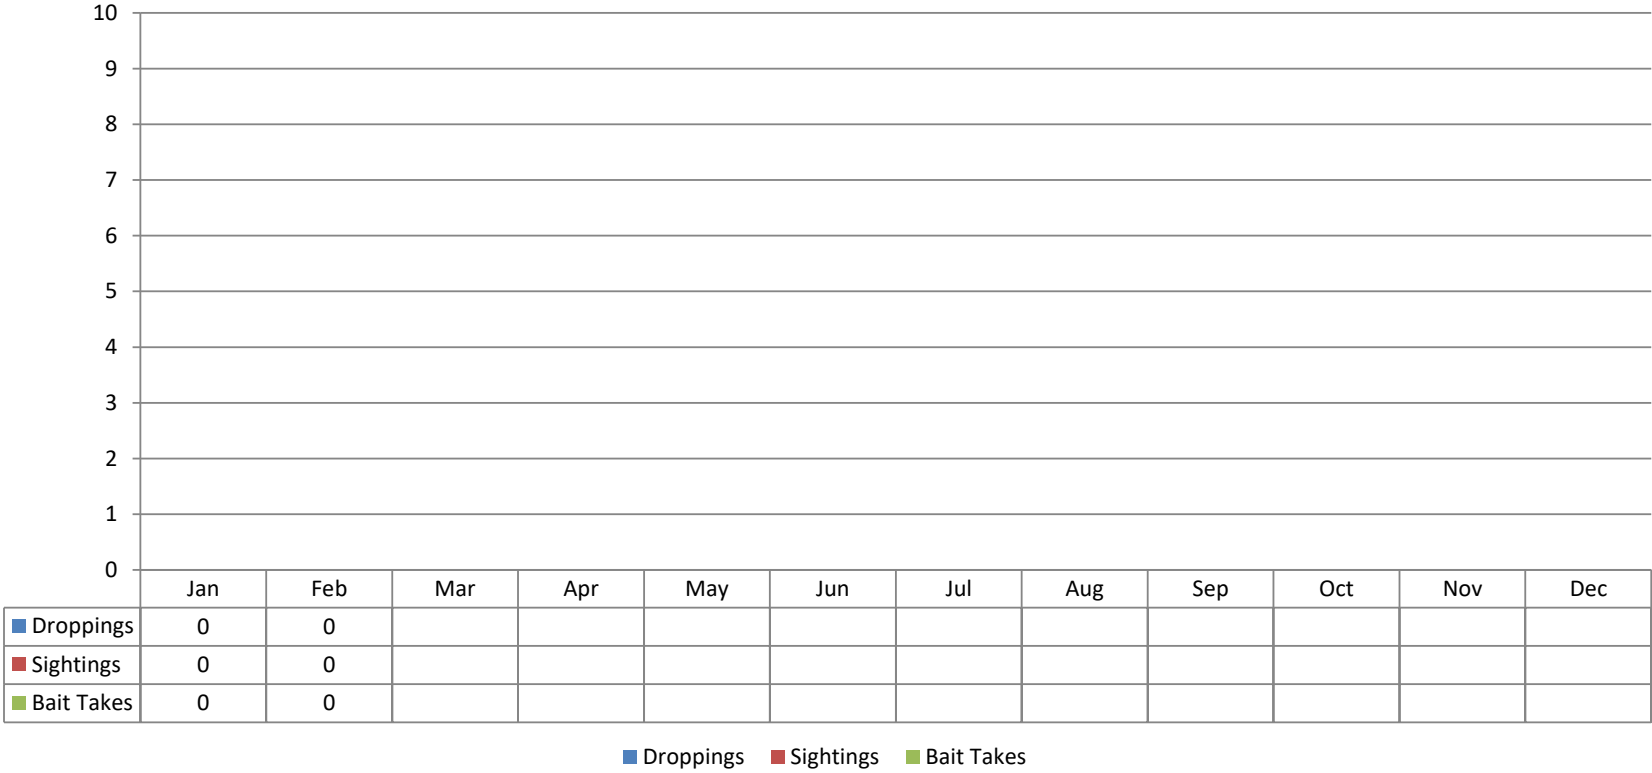 10
9
8
7
6
5
4
3
2
1
0
Jan Feb Mar Apr May Jun Jul Aug Sep Oct Nov Dec
Droppings 0 0
Sightings 0 0
Bait Takes 0 0
Droppings Sightings Bait Takes